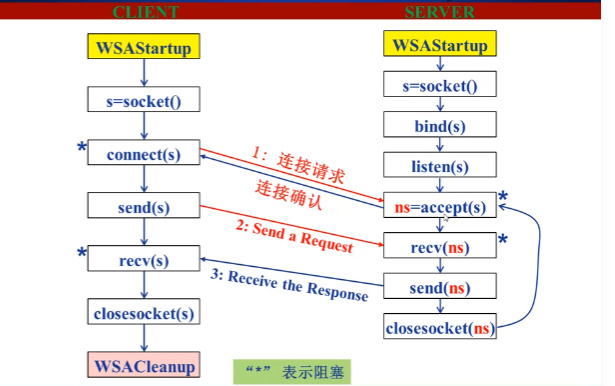 CLIENT
SERVER
WSAStartup
s=socket()
* connect(s)
send(s)
* recv(s)
closesocket(s)
WSACleanup
WSAStartup
s=socket()
bind(s)
listen(s)
ns=accept(s) *
recv(ns) *
send(ns)
closesocket(ns)
1：连接请求
连接确认
2: Send a Request
3: Receive the Response
“*” 表示阻塞